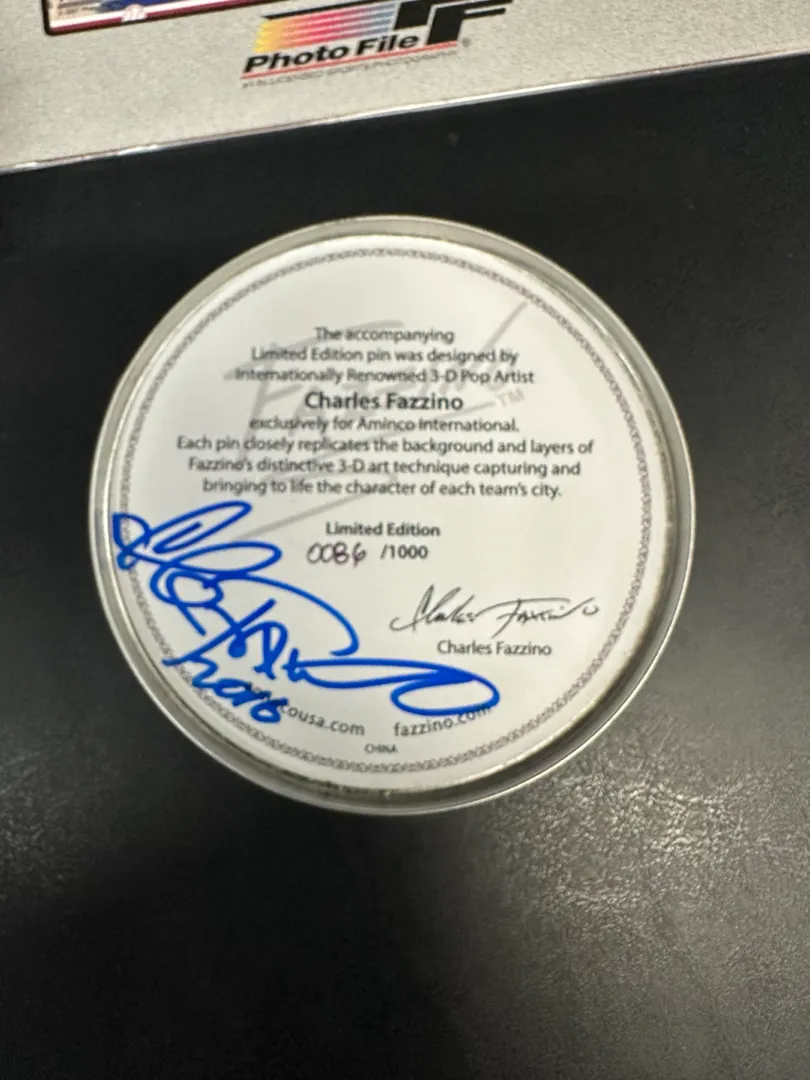 Photo File
The accompanying
Limited Edition pin was designed by
Internationally Renowned 3-D Pop Artist
Charles Fazzino
exclusively for Aminco International.
Each pin closely replicates the background and layers of
Fazzino's distinctive 3-D art technique capturing and
bringing to life the character of each team's city.
Limited Edition
0086 /1000
Charles Fazzino
Charles Fazzino
fazzino.com
CHINA